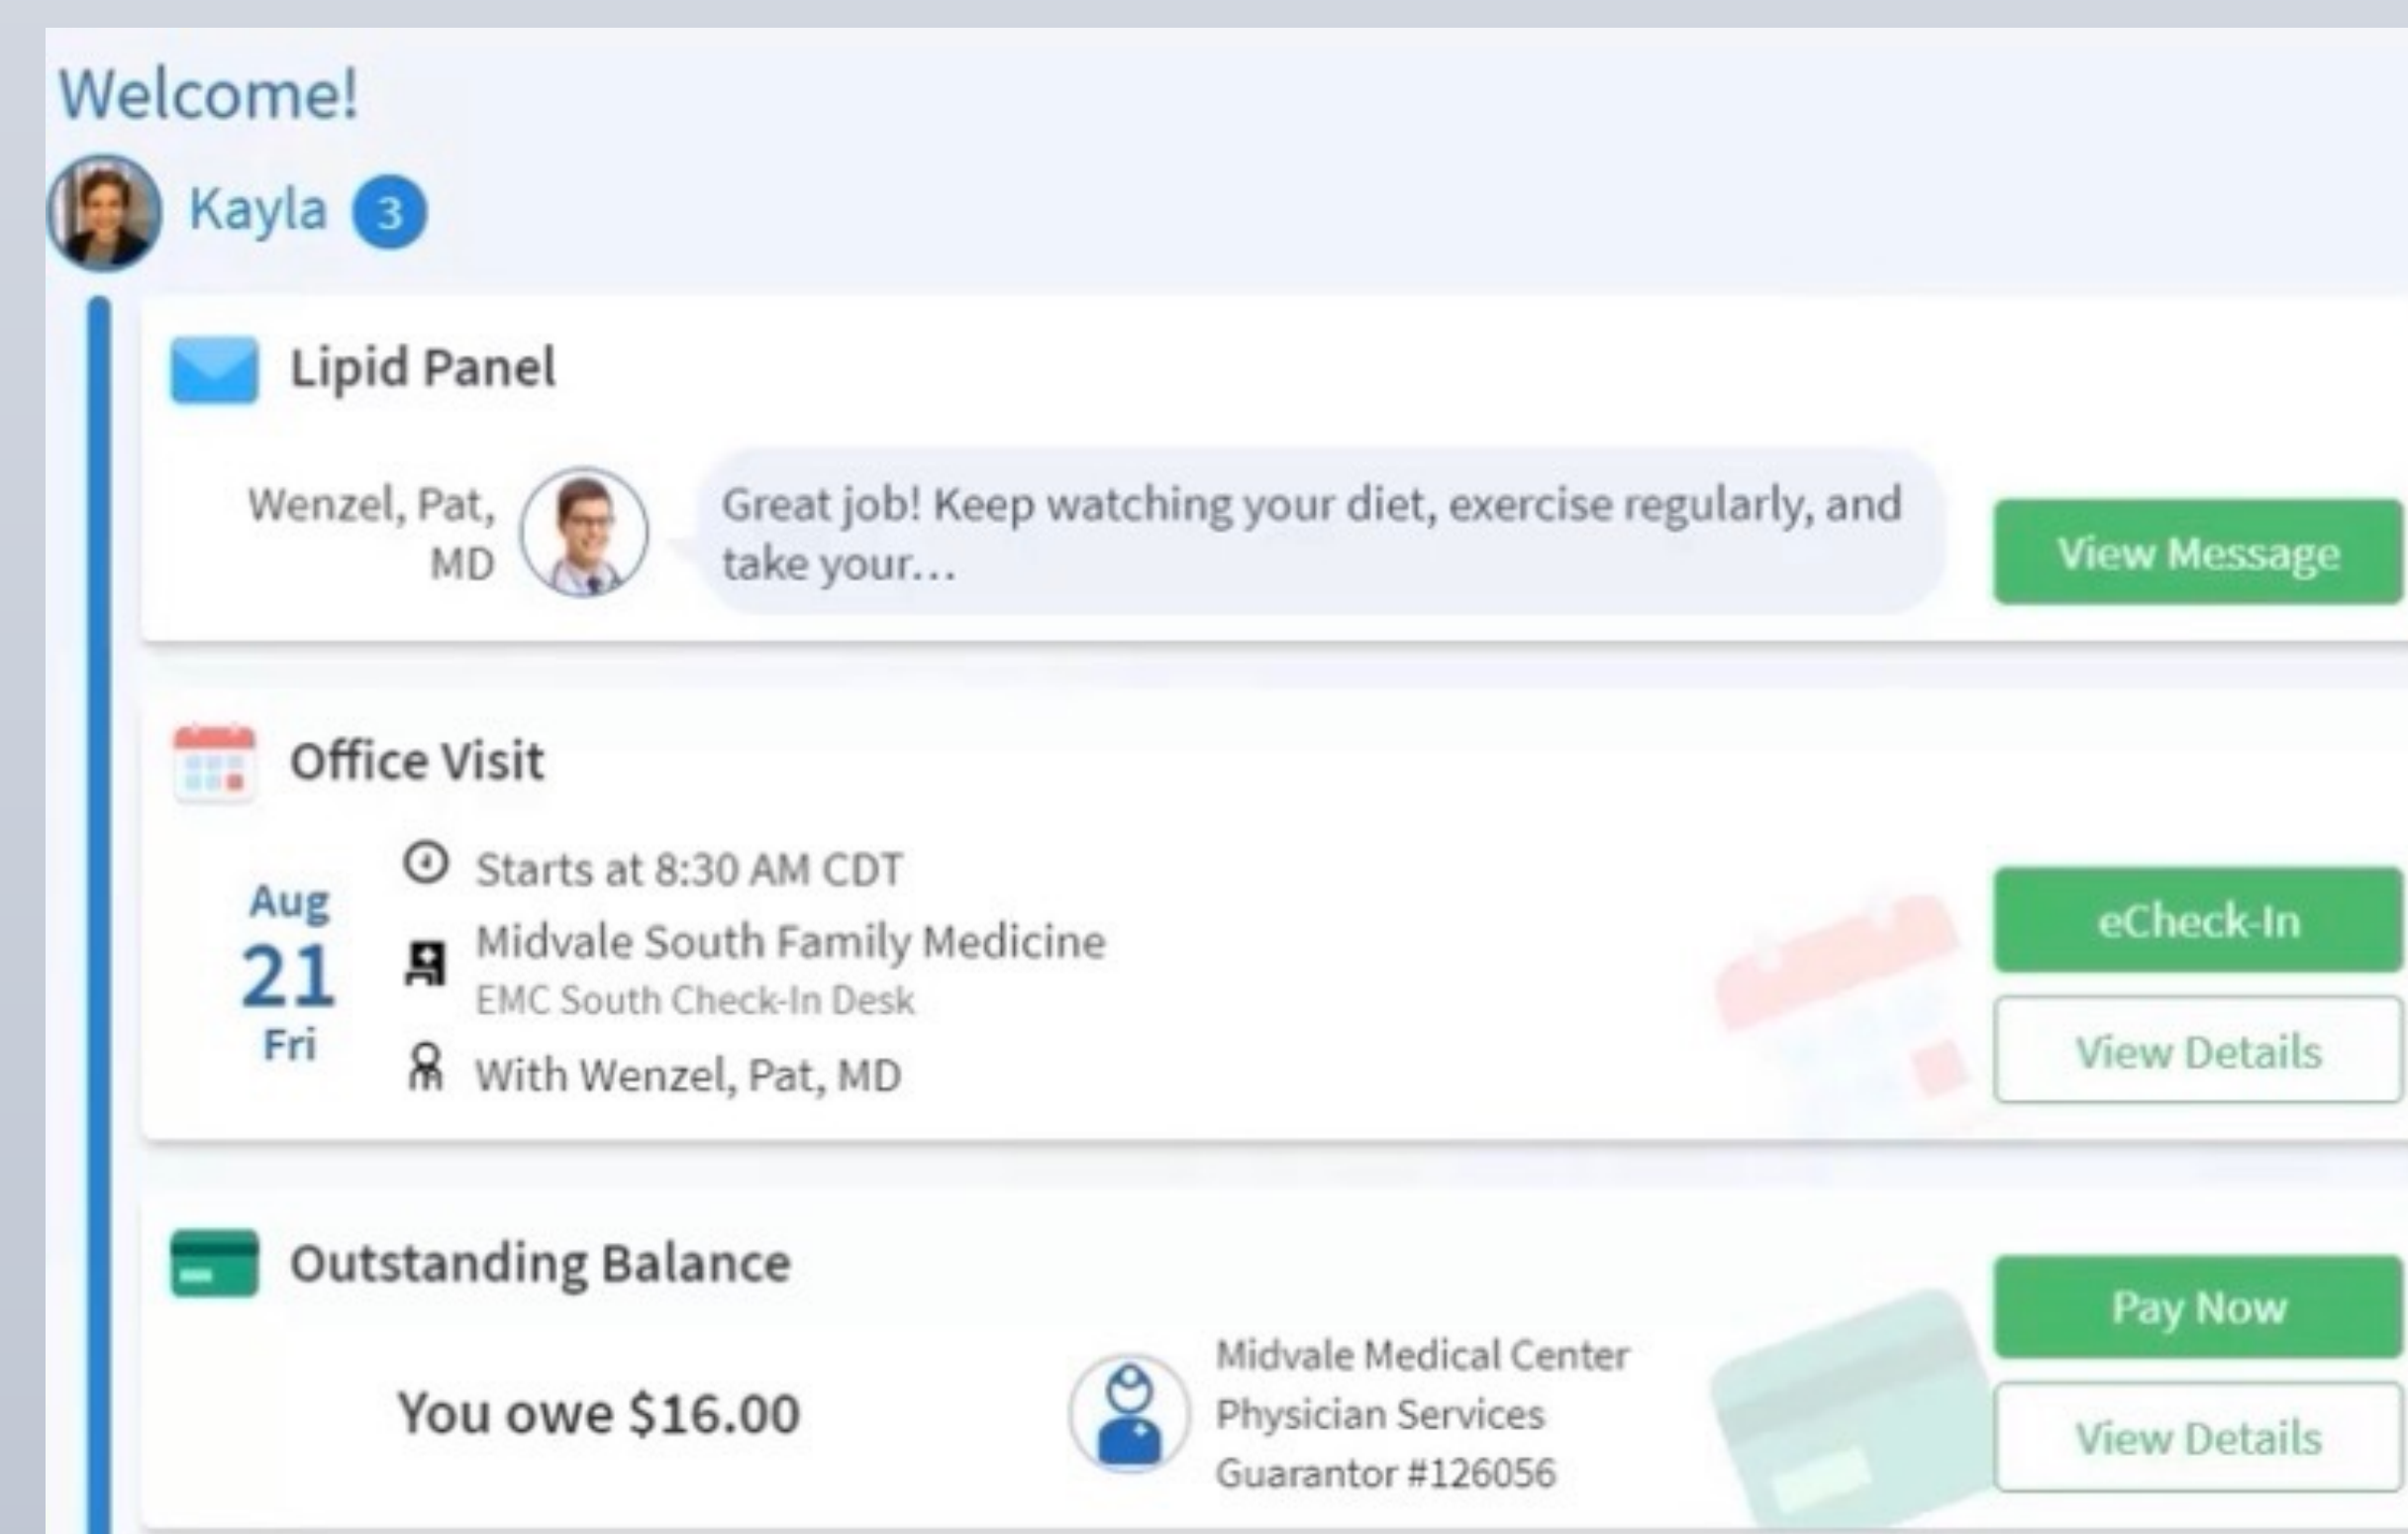 Welcome!
Kayla 3
Lipid Panel
Wenzel, Pat,
MD
Great job! Keep watching your diet, exercise regularly, and
take your...
View Message
Office Visit
Aug
21
Fri
Starts at 8:30 AM CDT
Midvale South Family Medicine
EMC South Check-In Desk
With Wenzel, Pat, MD
eCheck-In
View Details
Outstanding Balance
You owe $16.00
Midvale Medical Center
Physician Services
Guarantor #126056
Pay Now
View Details